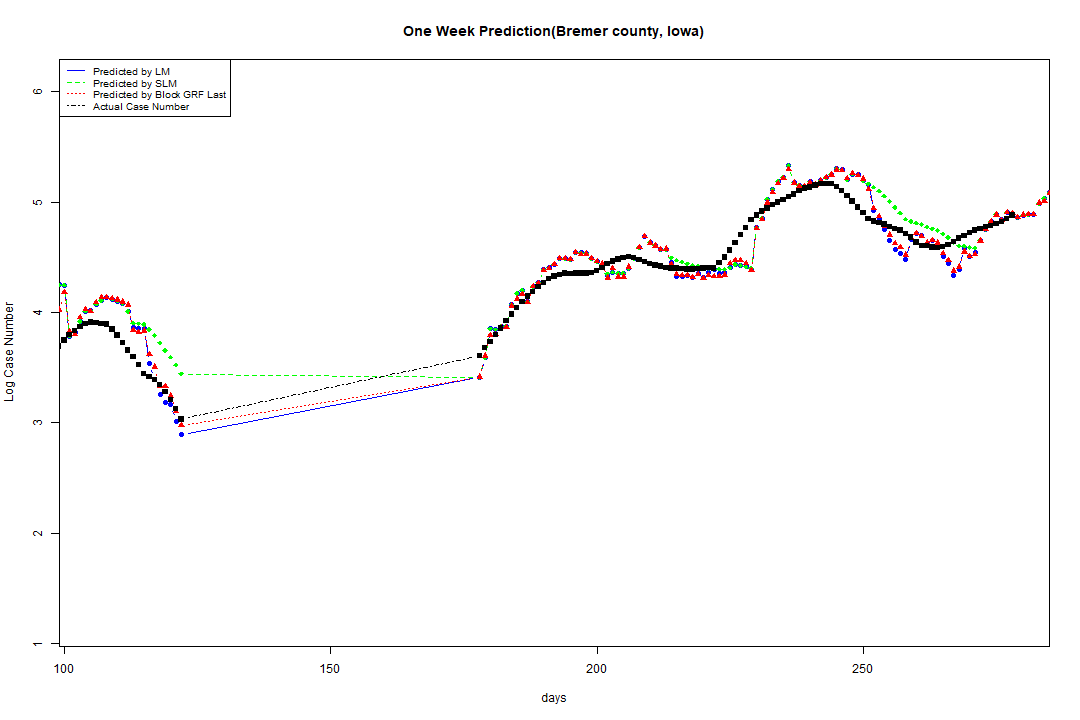 One Week Prediction(Bremer county, Iowa)
Predicted by LM
Predicted by SLM
Predicted by Block GRF Last
Actual Case Number
6
5
4
3
2
1
Log Case Number
100
150
200
250
days